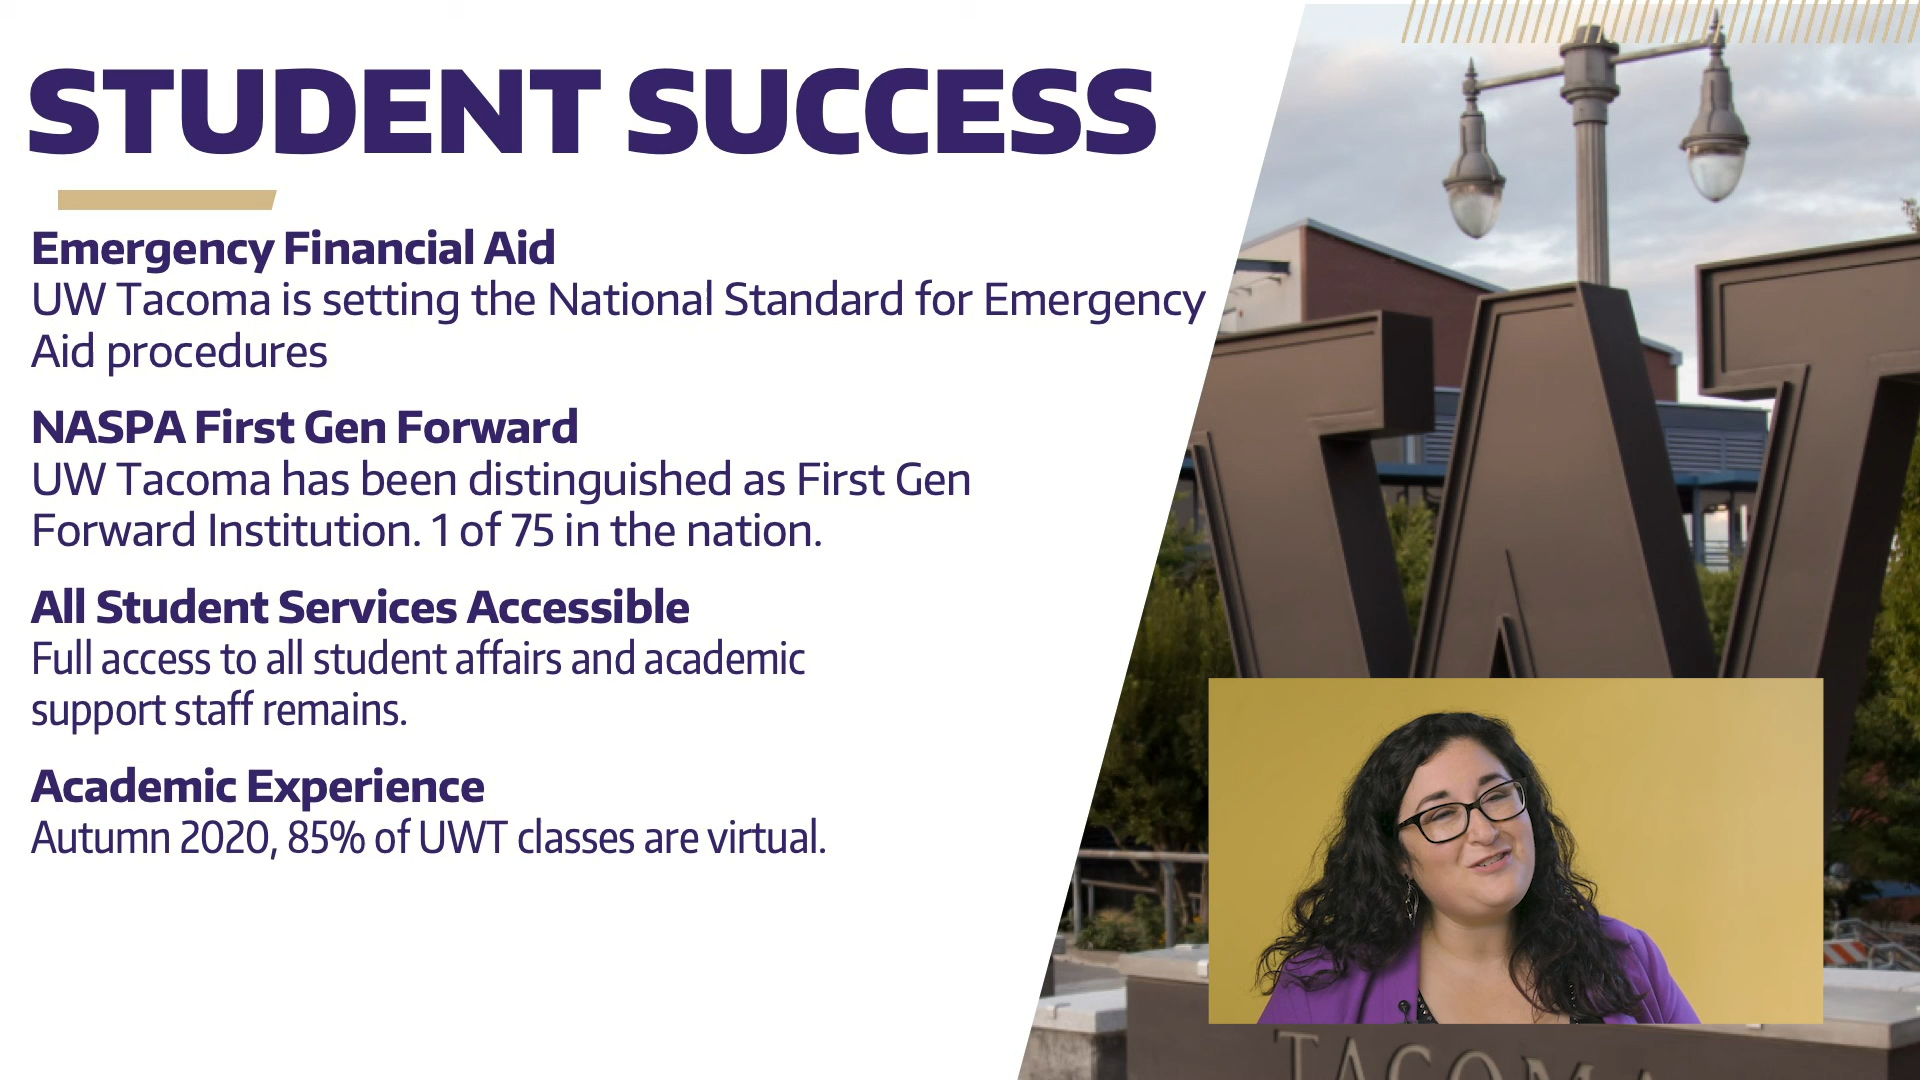 STUDENT SUCCESS
Emergency Financial Aid
UW Tacoma is setting the National Standard for Emergency
Aid procedures
NASPA First Gen Forward
UW Tacoma has been distinguished as First Gen
Forward Institution. 1 of 75 in the nation.
All Student Services Accessible
Full access to all student affairs and academic
support staff remains.
Academic Experience
Autumn 2020, 85% of UWT classes are virtual.
TACOMA